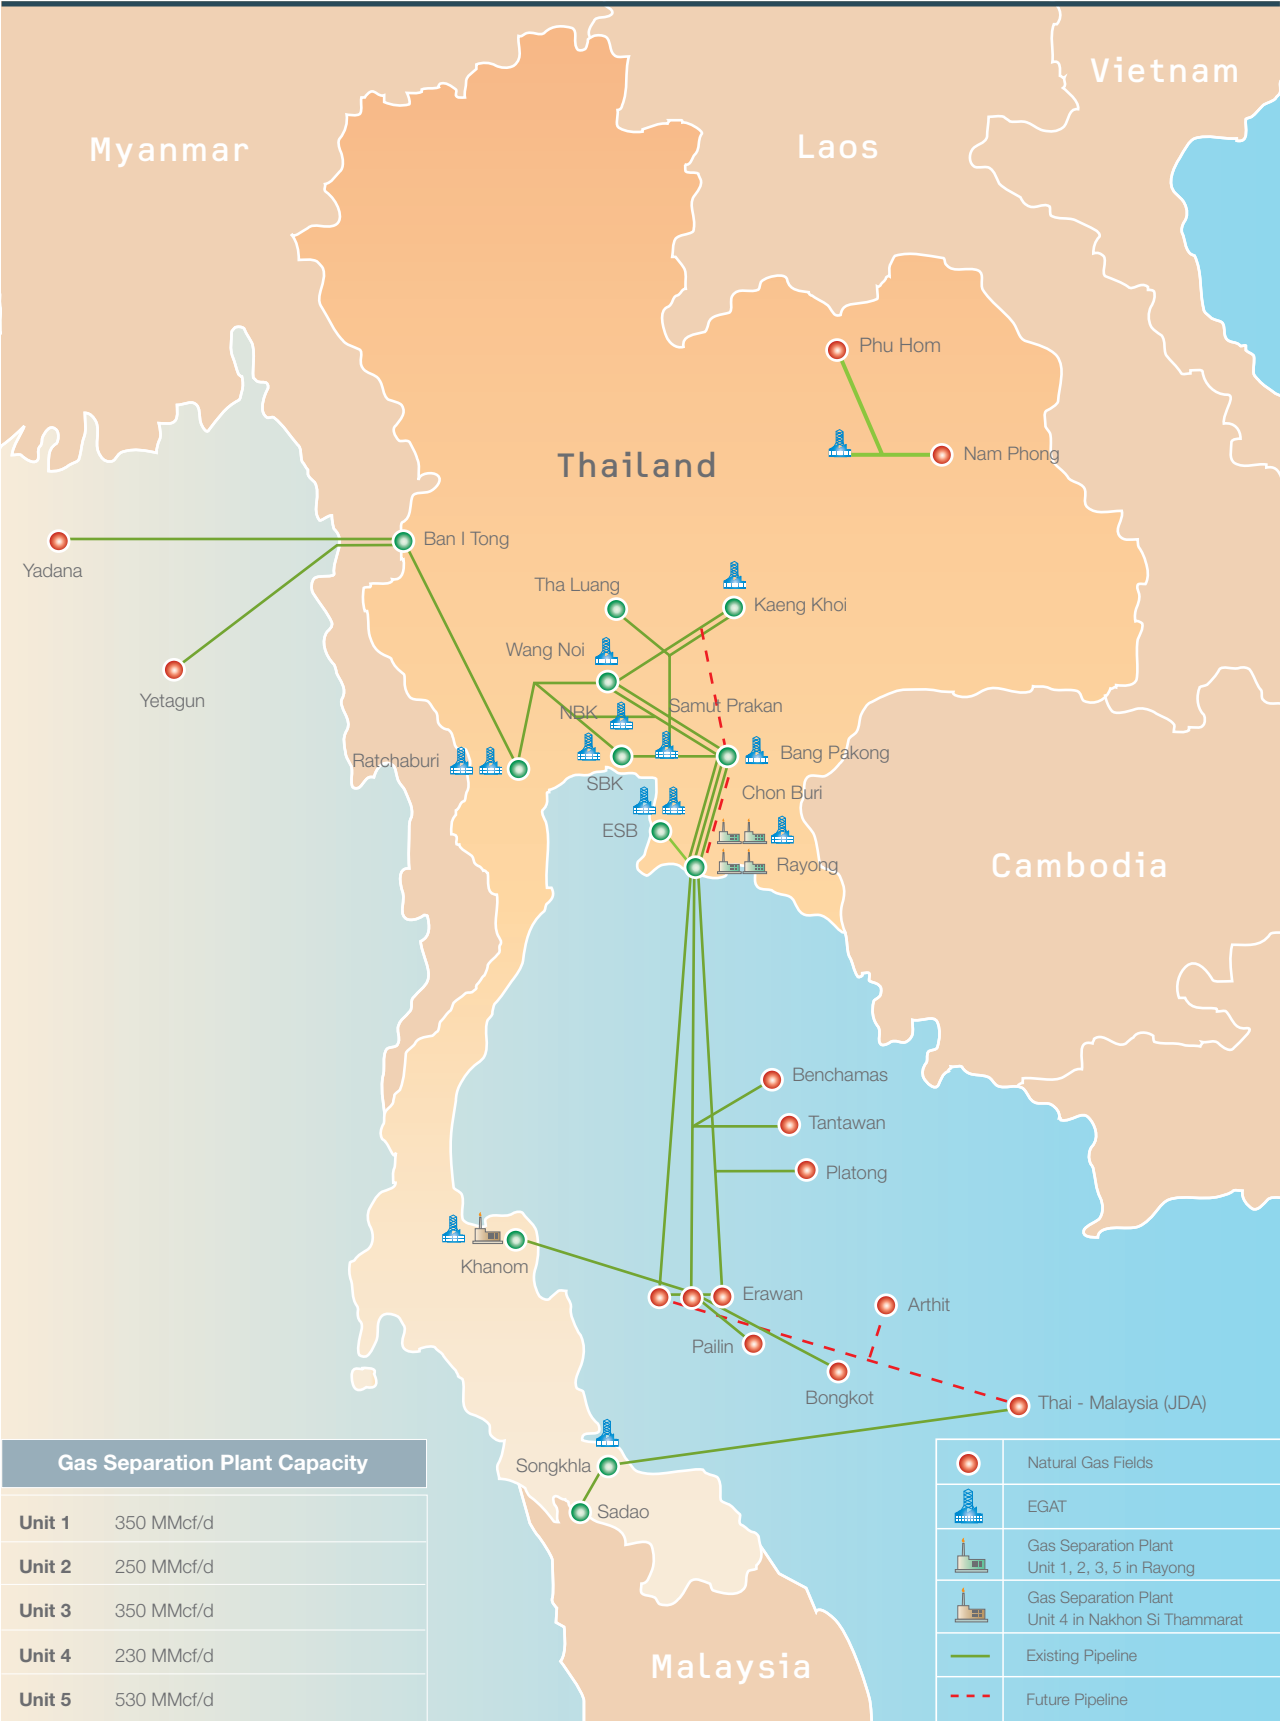 Vietnam
Myanmar
Laos
Phu Hom
Thailand
Nam Phong
Ban I Tong
Yadana
Tha Luang
Kaeng Khoi
Wang Noi
Yetagun
NBK
Samut Prakan
Ratchaburi
Bang Pakong
SBK
Chon Buri
ESB
Rayong
Cambodia
Benchamas
Tantawan
Platong
Khanom
Erawan
Arthit
Pailin
Bongkot
Thai - Malaysia (JDA)
Songkhla
Sadao
Malaysia
Gas Separation Plant Capacity
Unit 1 350 MMcf/d
Unit 2 250 MMcf/d
Unit 3 350 MMcf/d
Unit 4 230 MMcf/d
Unit 5 530 MMcf/d
Natural Gas Fields
EGAT
Gas Separation Plant
Unit 1, 2, 3, 5 in Rayong
Gas Separation Plant
Unit 4 in Nakhon Si Thammarat
Existing Pipeline
Future Pipeline